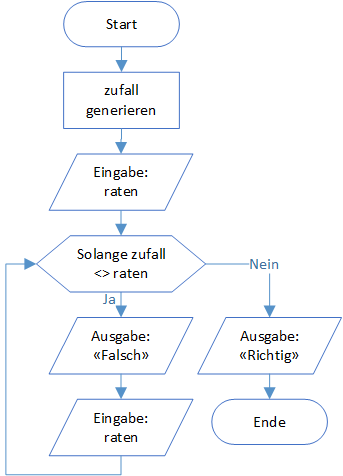 Start
zufall
generieren
Eingabe:
raten
Solange zufall
<> raten
Nein
Ja
Ausgabe:
«Falsch»
Ausgabe:
«Richtig»
Eingabe:
raten
Ende